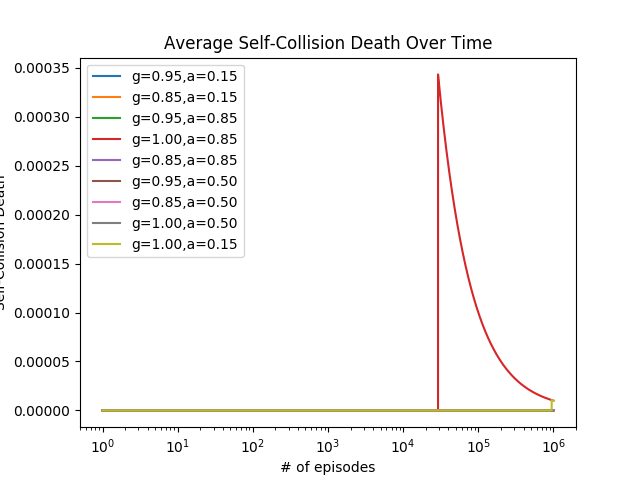 Average Self-Collision Death Over Time
0.00035
0.00030
0.00025
0.00020
0.00015
0.00010
0.00005
0.00000
g=0.95,a=0.15
g=0.85,a=0.15
g=0.95,a=0.85
g=1.00,a=0.85
g=0.85,a=0.85
g=0.95,a=0.50
g=0.85,a=0.50
g=1.00,a=0.50
g=1.00,a=0.15
10^0 10^1 10^2 10^3 10^4 10^5 10^6
# of episodes